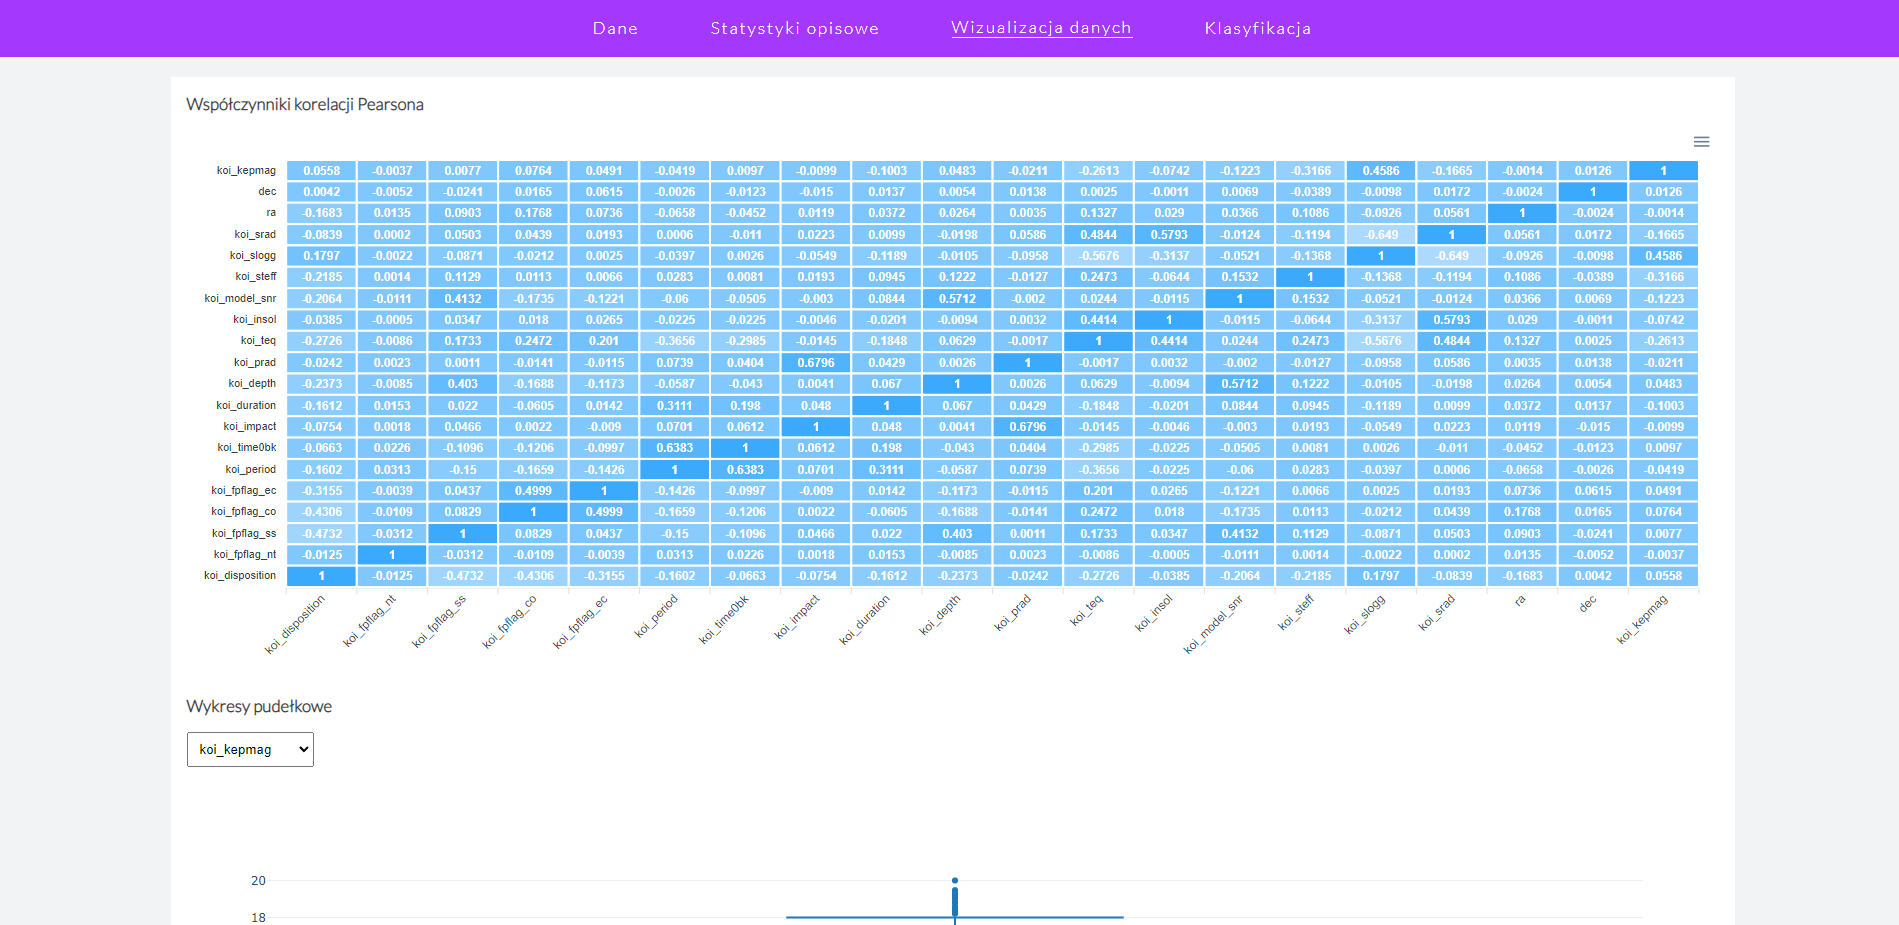 Dane Statystyki opisowe Wizualizacja danych Klasyfikacja
Współczynniki korelacji Pearsona
koi_kepmag 0.0558 -0.0037 0.0077 0.0764 0.0491 -0.0419 0.0097 -0.0099 -0.1003 0.0483 -0.0211 -0.2613 -0.0742 -0.1223 -0.3166 0.4586 -0.1665 -0.0014 0.0126 1
dec 0.0042 -0.0052 -0.0241 0.0165 0.0615 -0.0026 -0.0123 -0.015 0.0137 0.0054 0.0138 0.0025 -0.0011 0.0069 -0.0389 -0.0098 0.0172 -0.0024 1 0.0126
ra -0.1683 0.0135 0.0903 0.1768 0.0736 -0.0658 -0.0452 0.0119 0.0372 0.0264 0.0035 0.1327 0.029 0.0366 0.1086 -0.0926 0.0561 1 -0.0024 -0.0014
koi_srad -0.0839 0.0002 0.0503 0.0439 0.0193 0.0006 -0.011 0.0223 0.0099 -0.0198 0.0586 0.4844 0.5793 -0.0124 -0.1194 -0.649 1 0.0561 0.0172 -0.1665
koi_slogg 0.1797 -0.0022 -0.0871 -0.0212 0.0025 -0.0397 0.0026 -0.0549 -0.1189 -0.0105 -0.0958 -0.5676 -0.3137 -0.0521 -0.1368 1 -0.649 -0.0926 -0.0098 0.4586
koi_steff -0.2185 0.0014 0.1129 0.0113 0.0066 0.0283 0.0081 0.0193 0.0945 0.1222 -0.0127 0.2473 -0.0644 0.1532 1 -0.1368 -0.1194 0.1086 -0.0389 -0.3166
koi_model_snr -0.2064 -0.0111 0.4132 -0.1735 -0.1221 -0.06 -0.0505 -0.003 0.0844 0.5712 -0.002 0.0244 -0.0115 1 0.1532 -0.0521 -0.0124 0.0366 0.0069 -0.1223
koi_insol -0.0385 -0.0005 0.0347 0.018 0.0265 -0.0225 -0.0225 -0.0046 -0.0201 -0.0094 0.0032 0.4414 1 -0.0115 -0.0644 -0.3137 0.5793 0.029 -0.0011 -0.0742
koi_teq -0.2726 -0.0086 0.1733 0.2472 0.201 -0.3656 -0.2985 -0.0145 -0.1848 0.0629 -0.0017 1 0.4414 0.0244 0.2473 -0.5676 0.4844 0.1327 0.0025 -0.2613
koi_prad -0.0242 0.0023 0.0011 -0.0141 -0.0115 0.0739 0.0404 0.6796 0.0429 0.0026 1 -0.0017 0.0032 -0.002 -0.0127 -0.0958 0.0586 0.0035 0.0138 -0.0211
koi_depth -0.2373 -0.0085 0.403 -0.1688 -0.1173 -0.0587 -0.043 0.0041 0.067 1 0.0026 0.0629 -0.0094 0.5712 0.1222 -0.0105 -0.0198 0.0264 0.0054 0.0483
koi_duration -0.1612 0.0153 0.022 -0.0605 0.0142 0.3111 0.198 0.048 1 0.067 0.0429 -0.1848 -0.0201 0.0844 0.0945 -0.1189 0.0099 0.0372 0.0137 -0.1003
koi_impact -0.0754 0.0018 0.0466 0.0022 -0.009 0.0701 0.0612 1 0.048 0.0041 0.6796 -0.0145 -0.0046 -0.003 0.0193 -0.0549 0.0223 0.0119 -0.015 -0.0099
koi_time0bk -0.0663 0.0226 -0.1096 -0.1206 -0.0997 0.6383 1 0.0612 0.198 -0.043 0.0404 -0.2985 -0.0225 -0.0505 0.0081 0.0026 -0.011 -0.0452 -0.0123 0.0097
koi_period -0.1602 0.0313 -0.15 -0.1659 -0.1426 1 0.6383 0.0701 0.3111 -0.0587 0.0739 -0.3656 -0.0225 -0.06 0.0283 -0.0397 0.0006 -0.0658 -0.0026 -0.0419
koi_fpflag_ec -0.3155 -0.0039 0.0437 0.4999 1 -0.1426 -0.0997 -0.009 0.0142 -0.1173 -0.0115 0.201 0.0265 -0.1221 0.0066 0.0025 0.0193 0.0736 0.0615 0.0491
koi_fpflag_co -0.4306 -0.0109 0.0829 1 0.4999 -0.1659 -0.1206 0.0022 -0.0605 -0.1688 -0.0141 0.2472 0.018 -0.1735 0.0113 -0.0212 0.0439 0.1768 0.0165 0.0764
koi_fpflag_ss -0.4732 -0.0312 1 0.0829 0.0437 -0.15 -0.1096 0.0466 0.022 0.403 0.0011 0.1733 0.0347 0.4132 0.1129 -0.0871 0.0503 0.0903 -0.0241 0.0077
koi_fpflag_nt -0.0125 1 -0.0312 -0.0109 -0.0039 0.0313 0.0226 0.0018 0.0153 -0.0085 0.0023 -0.0086 -0.0005 -0.0111 0.0014 -0.0022 0.0002 0.0135 -0.0052 -0.0037
koi_disposition 1 -0.0125 -0.4732 -0.4306 -0.3155 -0.1602 -0.0663 -0.0754 -0.1612 -0.2373 -0.0242 -0.2726 -0.0385 -0.2064 -0.2185 0.1797 -0.0839 -0.1683 0.0042 0.0558
koi_disposition koi_fpflag_nt koi_fpflag_ss koi_fpflag_co koi_fpflag_ec koi_period koi_time0bk koi_impact koi_duration koi_depth koi_prad koi_teq koi_insol koi_model_snr koi_steff koi_slogg koi_srad ra dec koi_kepmag
Wykresy pudełkowe
koi_kepmag
20
18